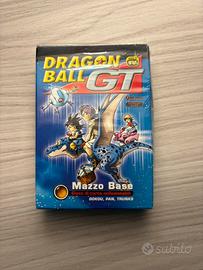 DRAGON
BALL
GT
Mazzo Base
GOKOU, PAN, TRUNKS
subito